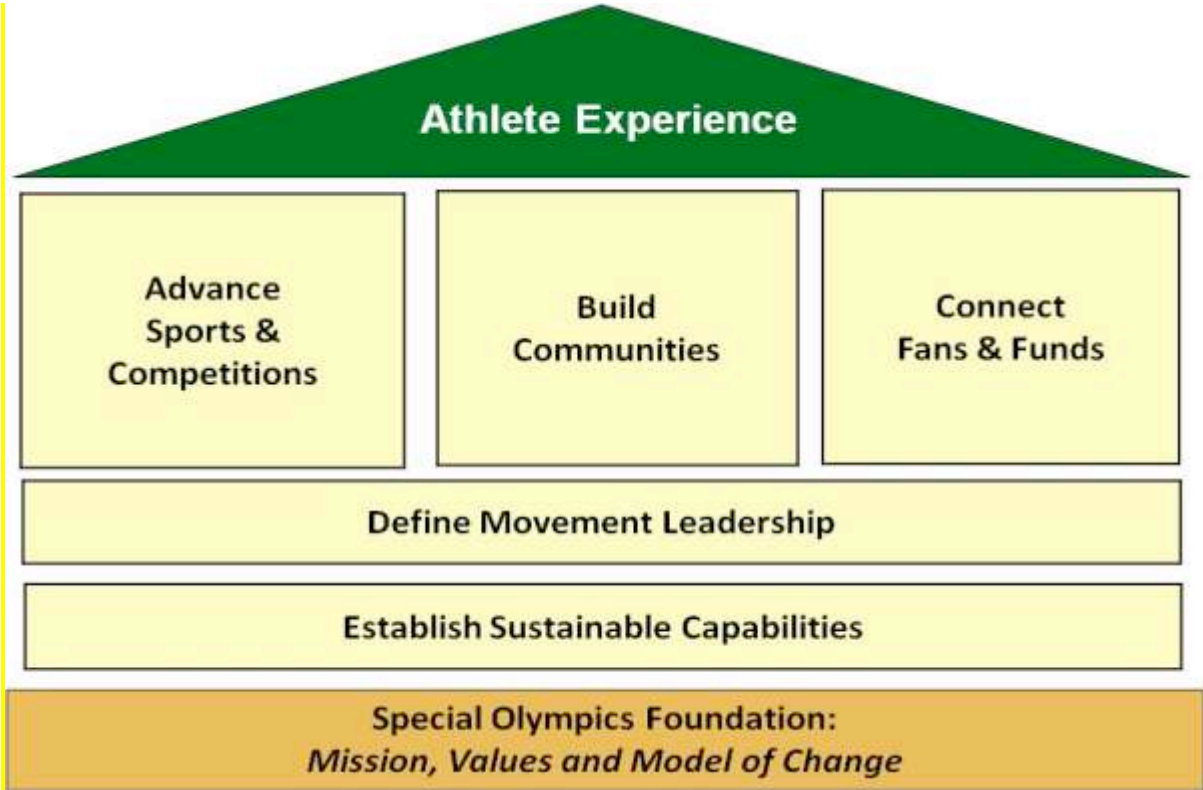 Athlete Experience
Advance
Sports &
Competitions
Build
Communities
Connect
Fans & Funds
Define Movement Leadership
Establish Sustainable Capabilities
Special Olympics Foundation:
Mission, Values and Model of Change